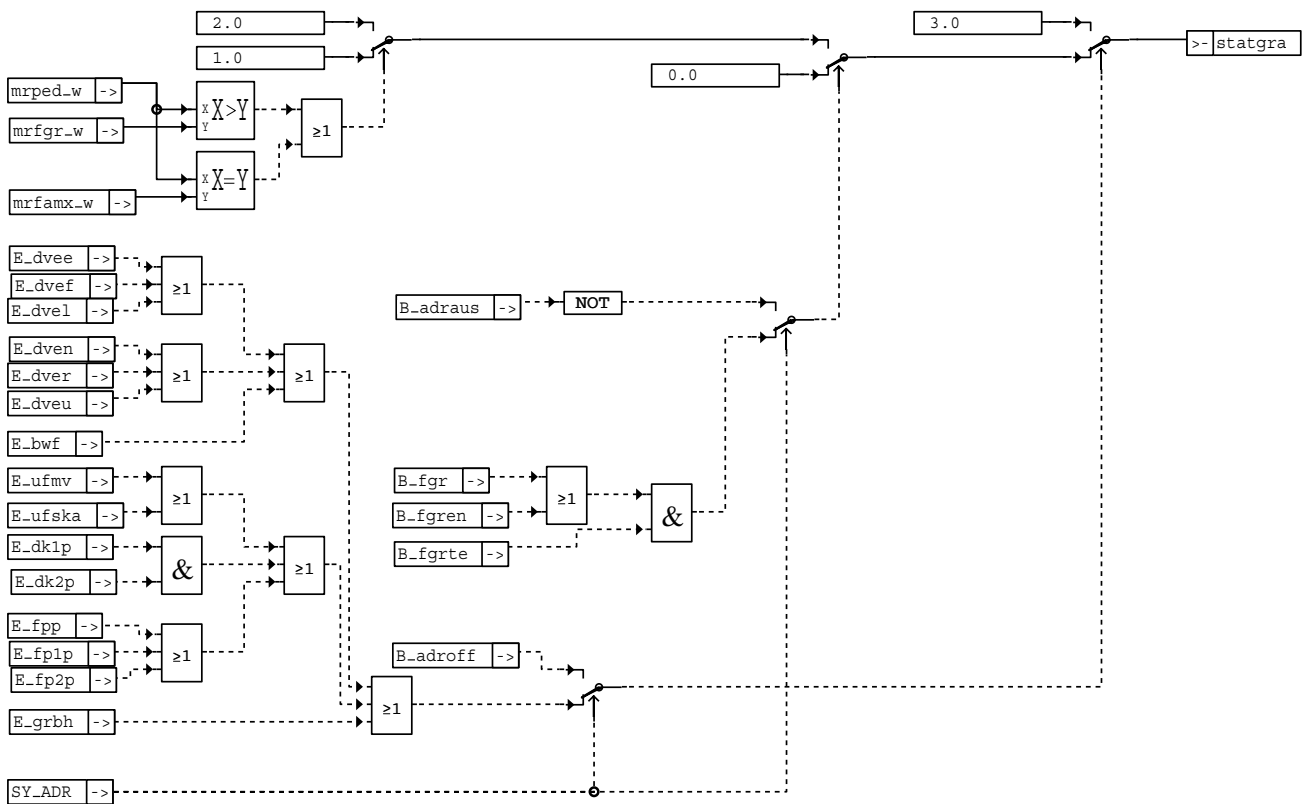 2.0
3.0
>- statgra
1.0
0.0
mrped_w ->
X X>Y Y
mrfgr_w ->
≥1
X X=Y Y
mrfamx_w ->
E_dvee ->
E_dvef ->
≥1
E_dvel ->
B_adraus ->
NOT
E_dven ->
E_dver ->
≥1
≥1
E_dveu ->
E_bwf ->
E_ufmv ->
≥1
E_ufska ->
B_fgr ->
≥1
B_fgren ->
&
B_fgrte ->
E_dk1p ->
&
≥1
E_dk2p ->
E_fpp ->
E_fp1p ->
≥1
E_fp2p ->
B_adroff ->
≥1
E_grbh ->
SY_ADR ->